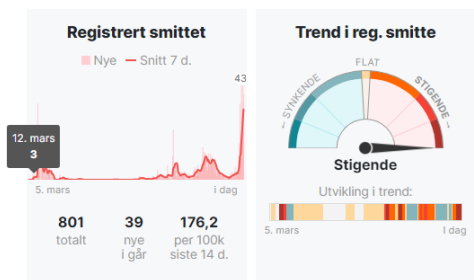 Registrert smittet
Nye Snitt 7 d.
43
12. mars
3
5. mars
i dag
801
totalt
39
nye
i går
176,2
per 100k
siste 14 d.
Trend i reg. smitte
FLAT
← SYNKENDE
STIGENDE →
Stigende
Utvikling i trend:
5. mars
I dag